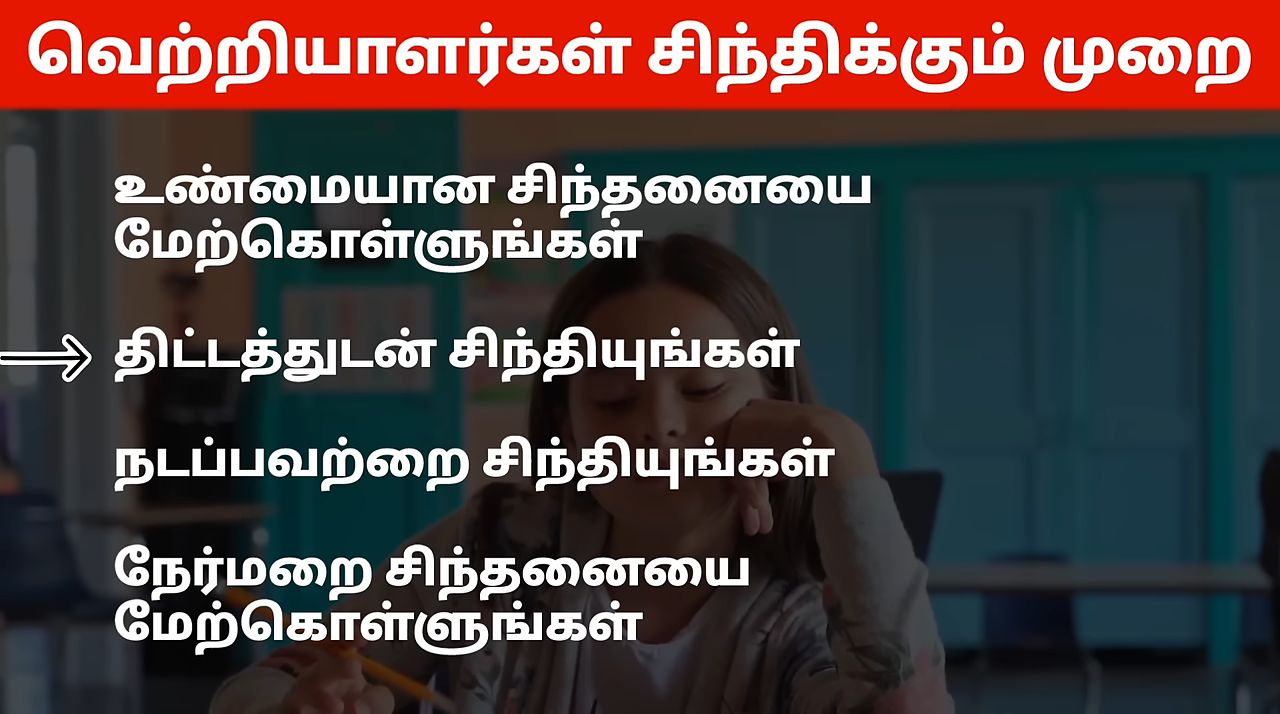 வெற்றியாளர்கள் சிந்திக்கும் முறை
உண்மையான சிந்தனையை
மேற்கொள்ளுங்கள்
திட்டத்துடன் சிந்தியுங்கள்
நடப்பவற்றை சிந்தியுங்கள்
நேர்மறை சிந்தனையை
மேற்கொள்ளுங்கள்